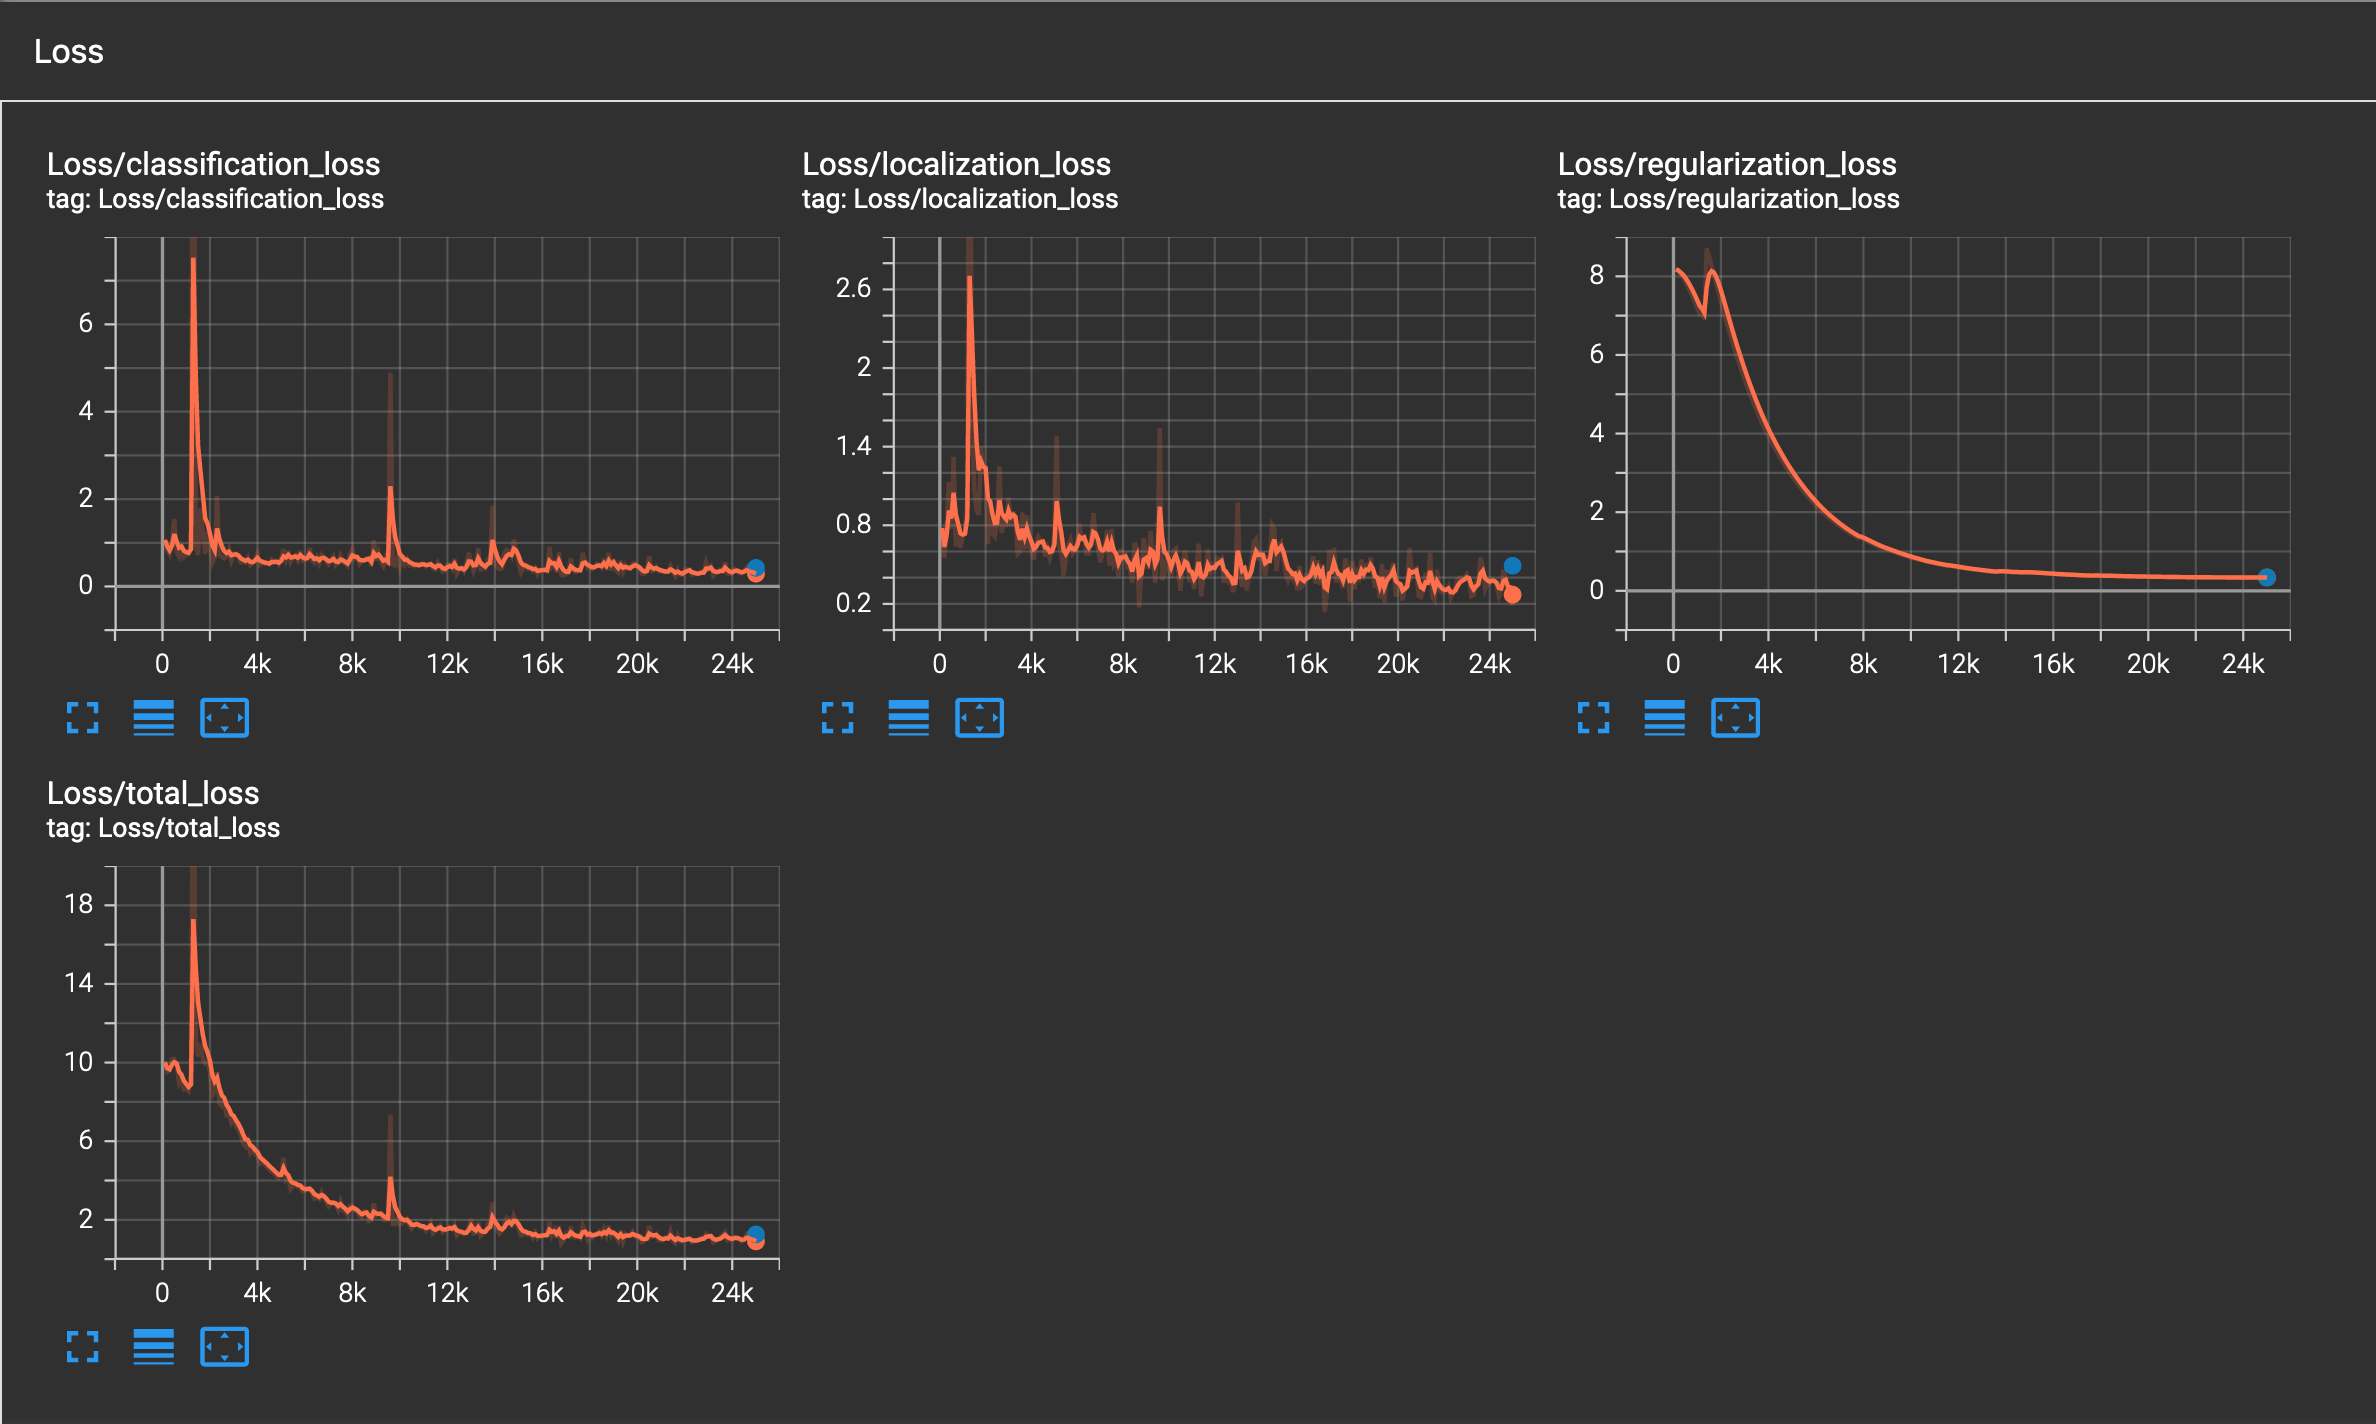 Loss
Loss/classification_loss
tag: Loss/classification_loss
6
4
2
0
0 4k 8k 12k 16k 20k 24k
Loss/localization_loss
tag: Loss/localization_loss
2.6
2
1.4
0.8
0.2
0 4k 8k 12k 16k 20k 24k
Loss/regularization_loss
tag: Loss/regularization_loss
8
6
4
2
0
0 4k 8k 12k 16k 20k 24k
Loss/total_loss
tag: Loss/total_loss
18
14
10
6
2
0 4k 8k 12k 16k 20k 24k